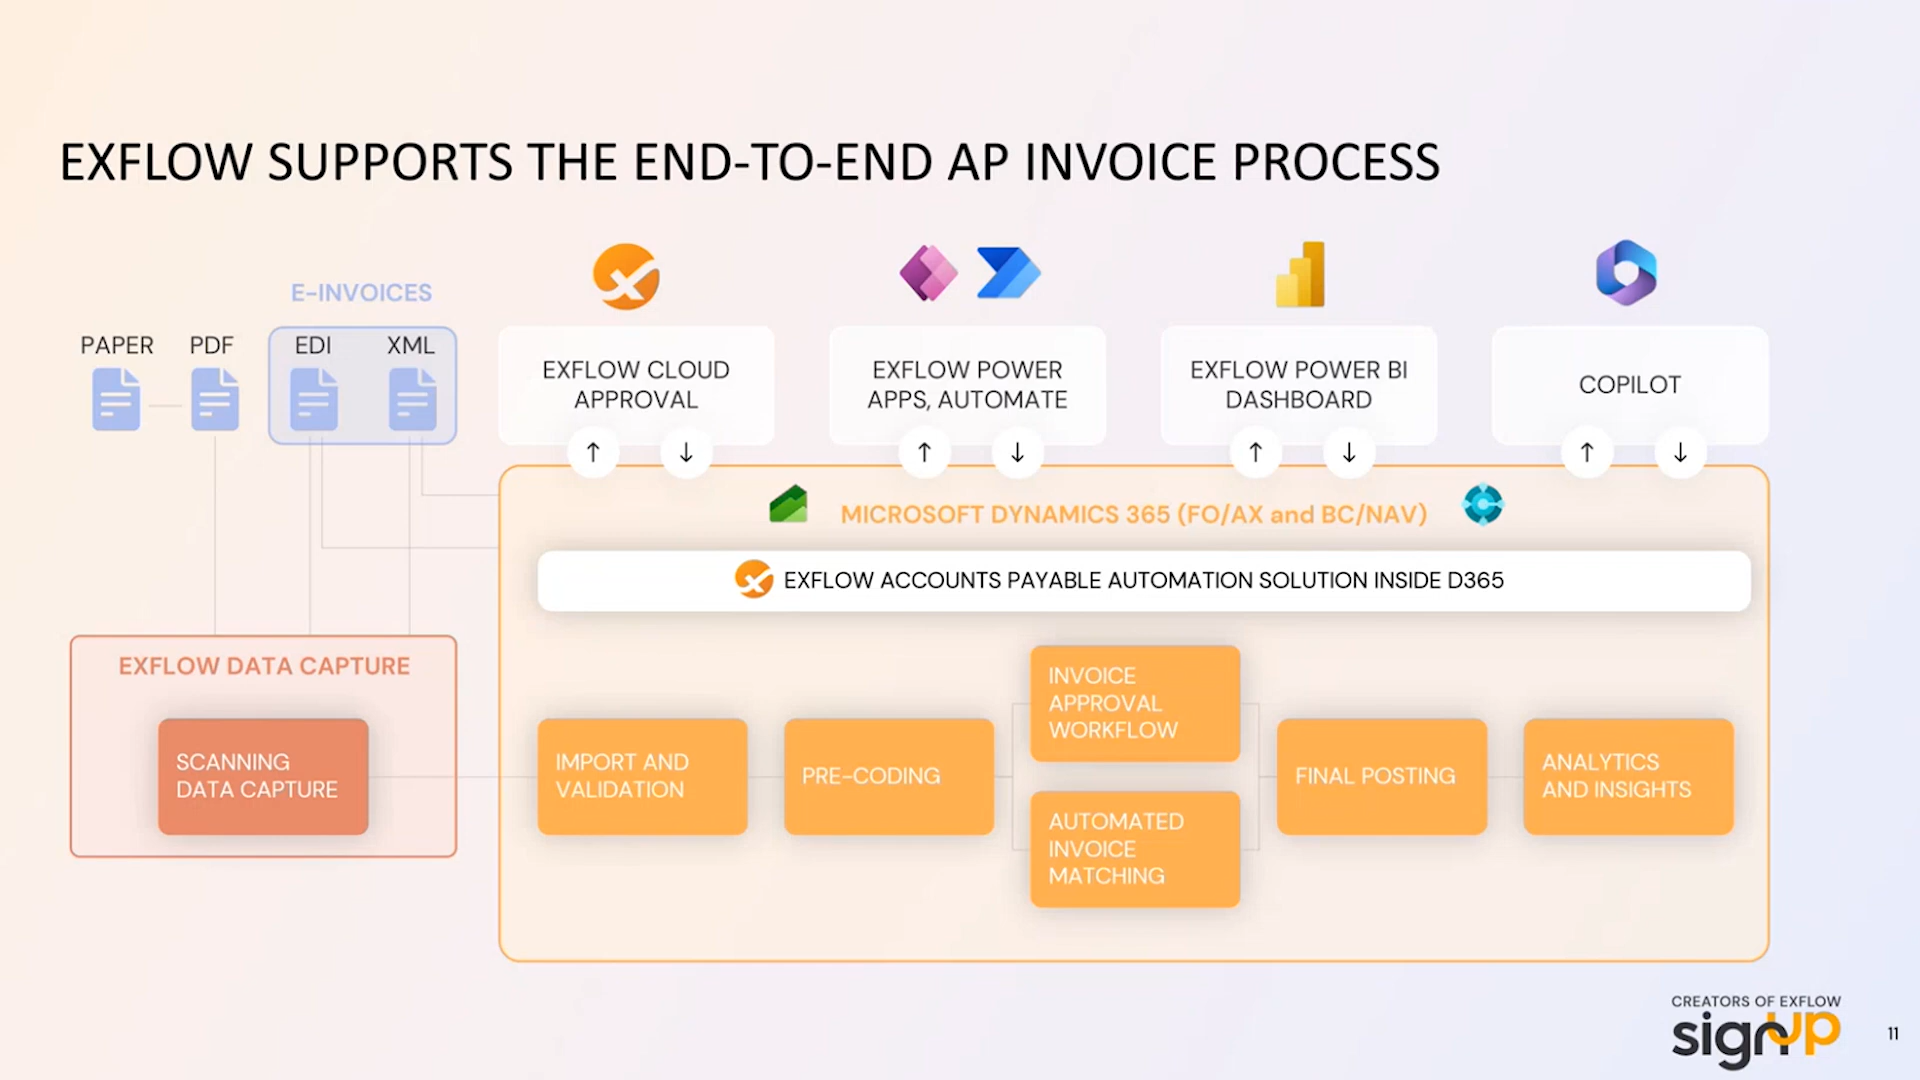 EXFLOW SUPPORTS THE END-TO-END AP INVOICE PROCESS
E-INVOICES
PAPER
PDF
EDI
XML
EXFLOW CLOUD
APPROVAL
EXFLOW POWER
APPS, AUTOMATE
EXFLOW POWER BI
DASHBOARD
COPILOT
MICROSOFT DYNAMICS 365 (FO/AX and BC/NAV)
EXFLOW ACCOUNTS PAYABLE AUTOMATION SOLUTION INSIDE D365
EXFLOW DATA CAPTURE
SCANNING
DATA CAPTURE
IMPORT AND
VALIDATION
PRE-CODING
INVOICE
APPROVAL
WORKFLOW
AUTOMATED
INVOICE
MATCHING
FINAL POSTING
ANALYTICS
AND INSIGHTS
CREATORS OF EXFLOW
signUP
11